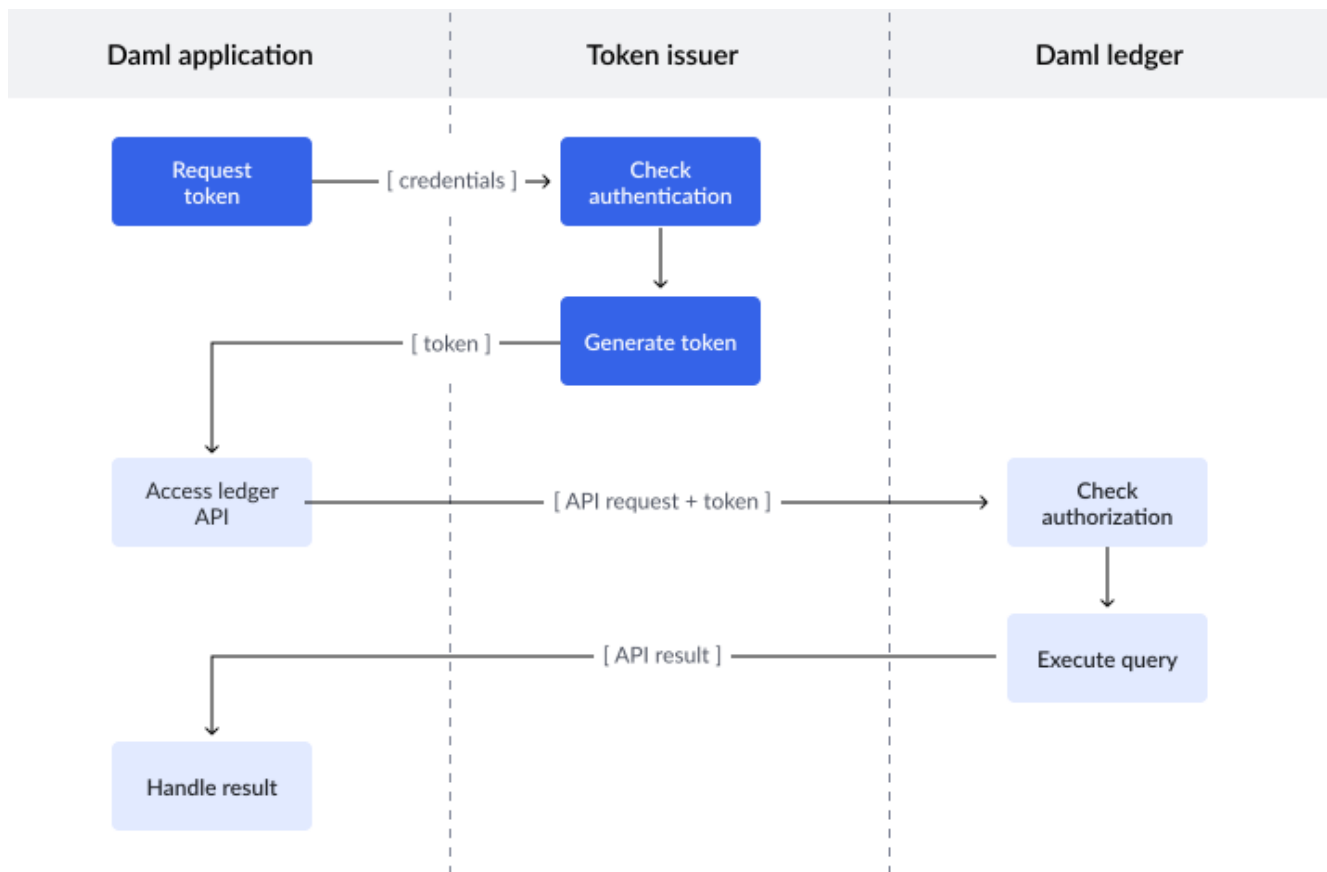 Daml application
Token issuer
Daml ledger
Request
token
[ credentials ]
Check
authentication
[ token ]
Generate token
Access ledger
API
[ API request + token ]
Check
authorization
[ API result ]
Execute query
Handle result